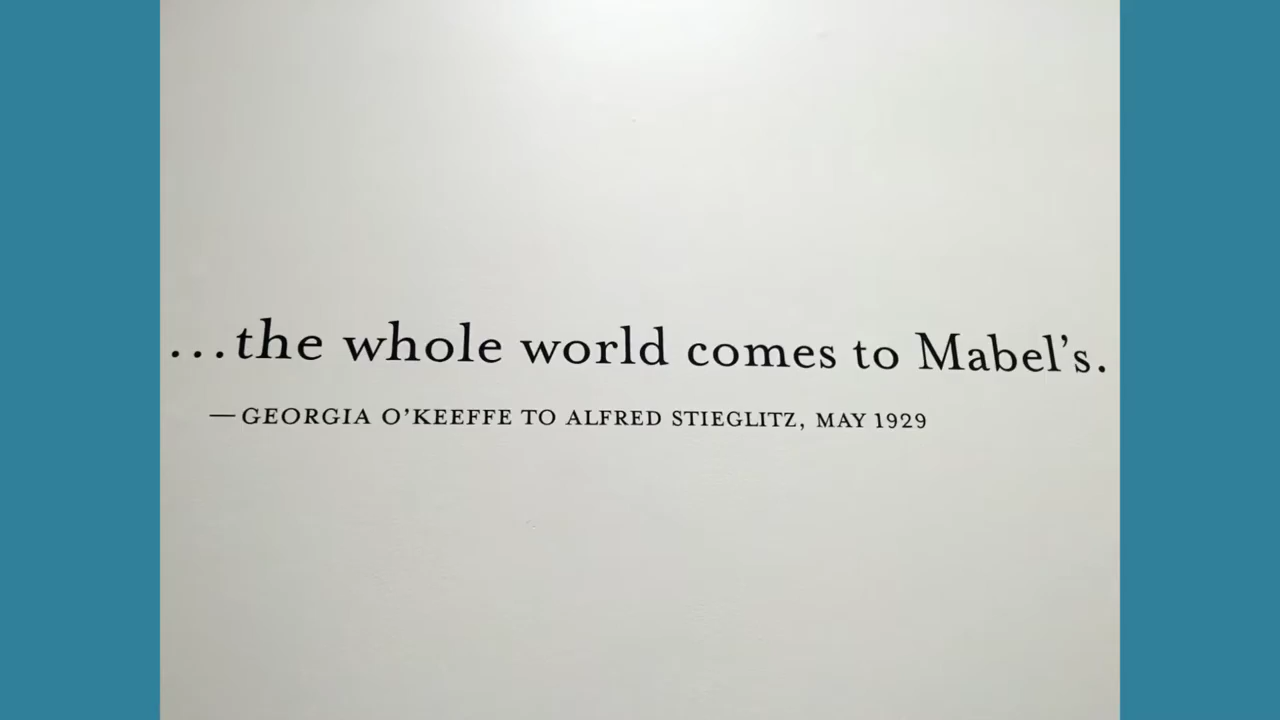 ...the whole world comes to Mabel's.
— GEORGIA O'KEEFFE TO ALFRED STIEGLITZ, MAY 1929